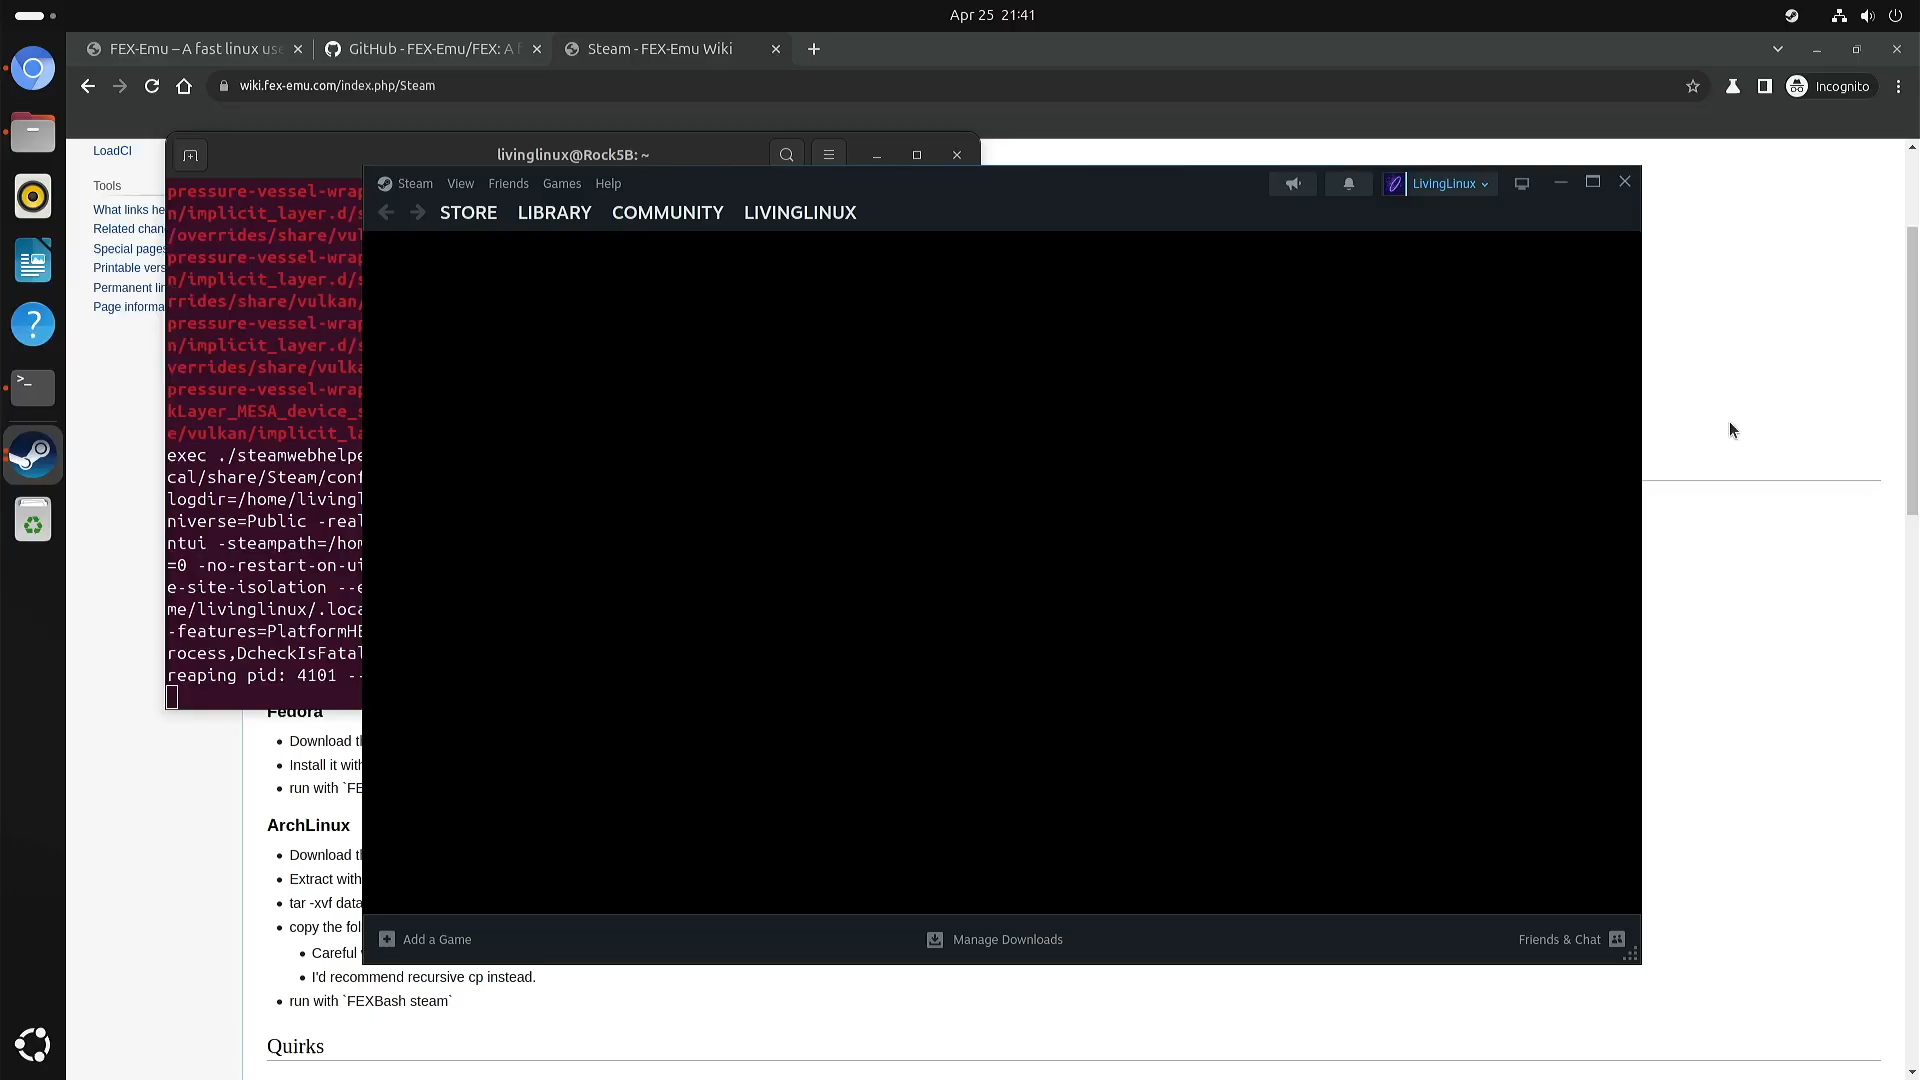 Apr 25 21:41
FEX-Emu – A fast linux use
GitHub - FEX-Emu/FEX: A f
Steam - FEX-Emu Wiki
wiki.fex-emu.com/index.php/Steam
Incognito
LoadCI
Tools
What links he
Related chan
Special pages
Printable vers
Permanent lin
Page informa
livinglinux@Rock5B: ~
pressure-vessel-wrap
n/implicit_layer.d/s
/overrides/share/vul
pressure-vessel-wrap
n/implicit_layer.d/s
rrides/share/vulkan/
pressure-vessel-wrap
n/implicit_layer.d/s
verrides/share/vulka
pressure-vessel-wrap
kLayer_MESA_device_s
e/vulkan/implicit_la
exec ./steamwebhelpe
cal/share/Steam/conf
logdir=/home/livingl
niverse=Public -real
ntui -steampath=/hom
=0 -no-restart-on-ui
e-site-isolation --e
me/livinglinux/.loca
-features=PlatformHE
rocess,DcheckIsFatal
reaping pid: 4101 --
Steam View Friends Games Help
LivingLinux
STORE LIBRARY COMMUNITY LIVINGLINUX
Add a Game
Manage Downloads
Friends & Chat
Fedora
Download th
Install it with
run with `FE
ArchLinux
Download th
Extract with
tar -xvf data
copy the fol
Careful
I'd recommend recursive cp instead.
run with `FEXBash steam`
Quirks